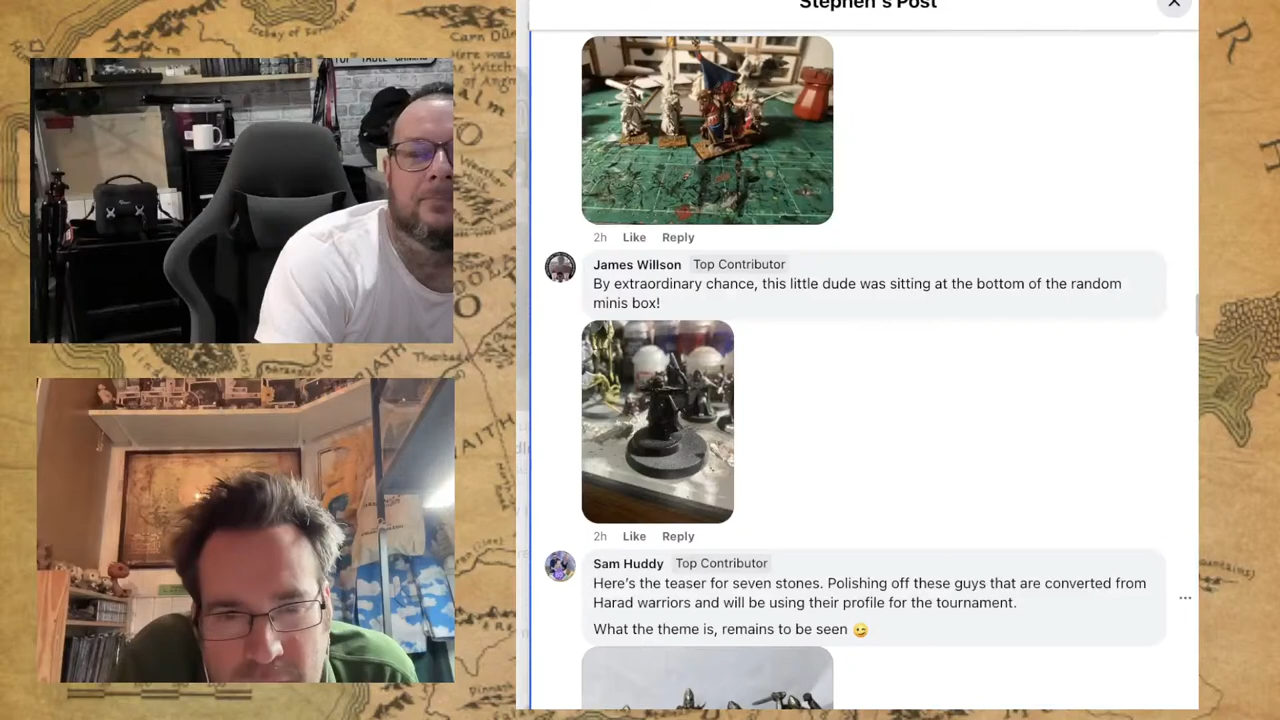 Stephen's Post
2h Like Reply
James Willson Top Contributor
By extraordinary chance, this little dude was sitting at the bottom of the random
minis box!
2h Like Reply
Sam Huddy Top Contributor
Here's the teaser for seven stones. Polishing off these guys that are converted from
Harad warriors and will be using their profile for the tournament.
What the theme is, remains to be seen 😉